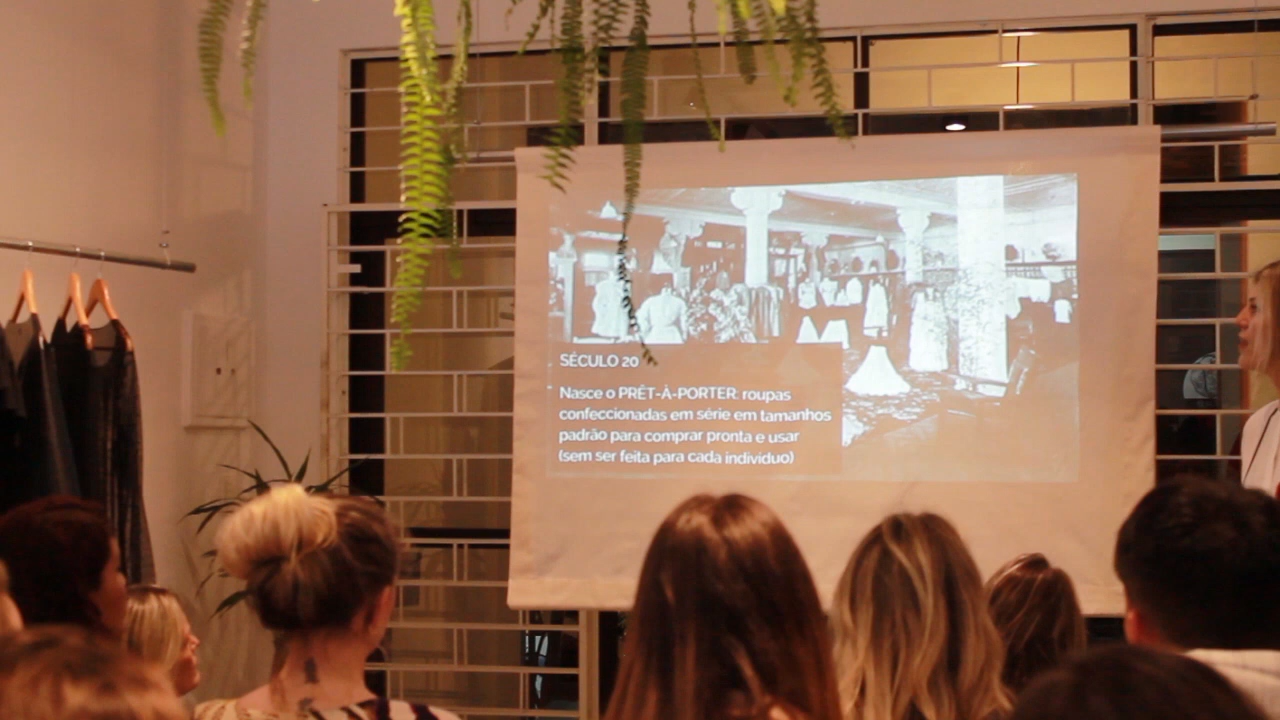 SÉCULO 20
Nasce o PRÊT-À-PORTER: roupas
confeccionadas em série em tamanhos
padrão para comprar pronta e usar
(sem ser feita para cada indivíduo)